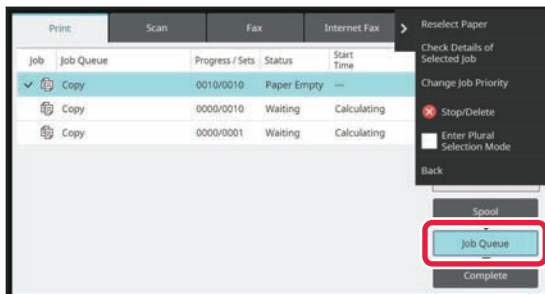 Print Scan Fax Internet Fax
Job Job Queue Progress / Sets Status Start Time
Copy 0010/0010 Paper Empty ---
Copy 0000/0010 Waiting Calculating
Copy 0000/0001 Waiting Calculating
Reselect Paper
Check Details of
Selected Job
Change Job Priority
Stop/Delete
Enter Plural
Selection Mode
Back
Spool
Job Queue
Complete